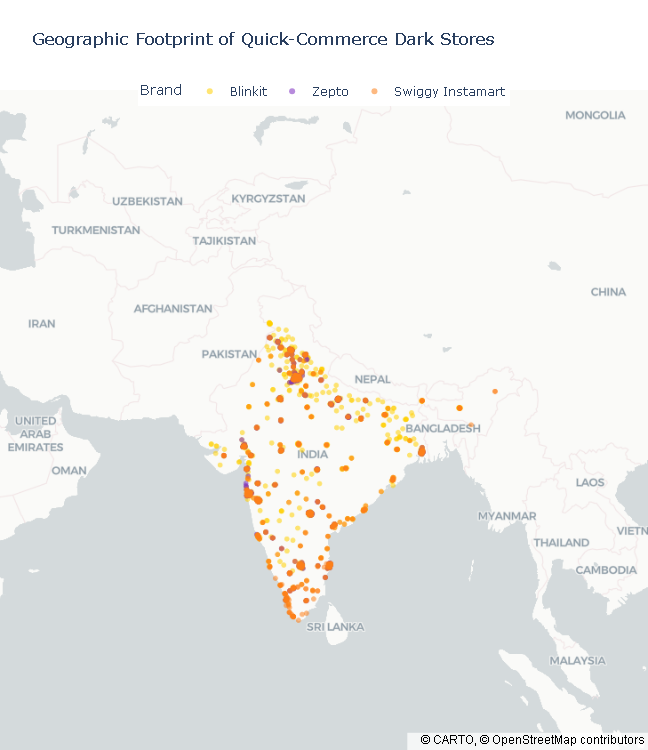 Geographic Footprint of Quick-Commerce Dark Stores
Brand Blinkit Zepto Swiggy Instamart
MONGOLIA
UZBEKISTAN
KYRGYZSTAN
TURKMENISTAN
TAJIKISTAN
CHINA
AFGHANISTAN
IRAN
PAKISTAN
NEPAL
UNITED
ARAB
EMIRATES
BANGLADESH
INDIA
OMAN
LAOS
MYANMAR
VIETN
THAILAND
CAMBODIA
SRI LANKA
MALAYSIA
© CARTO, © OpenStreetMap contributors